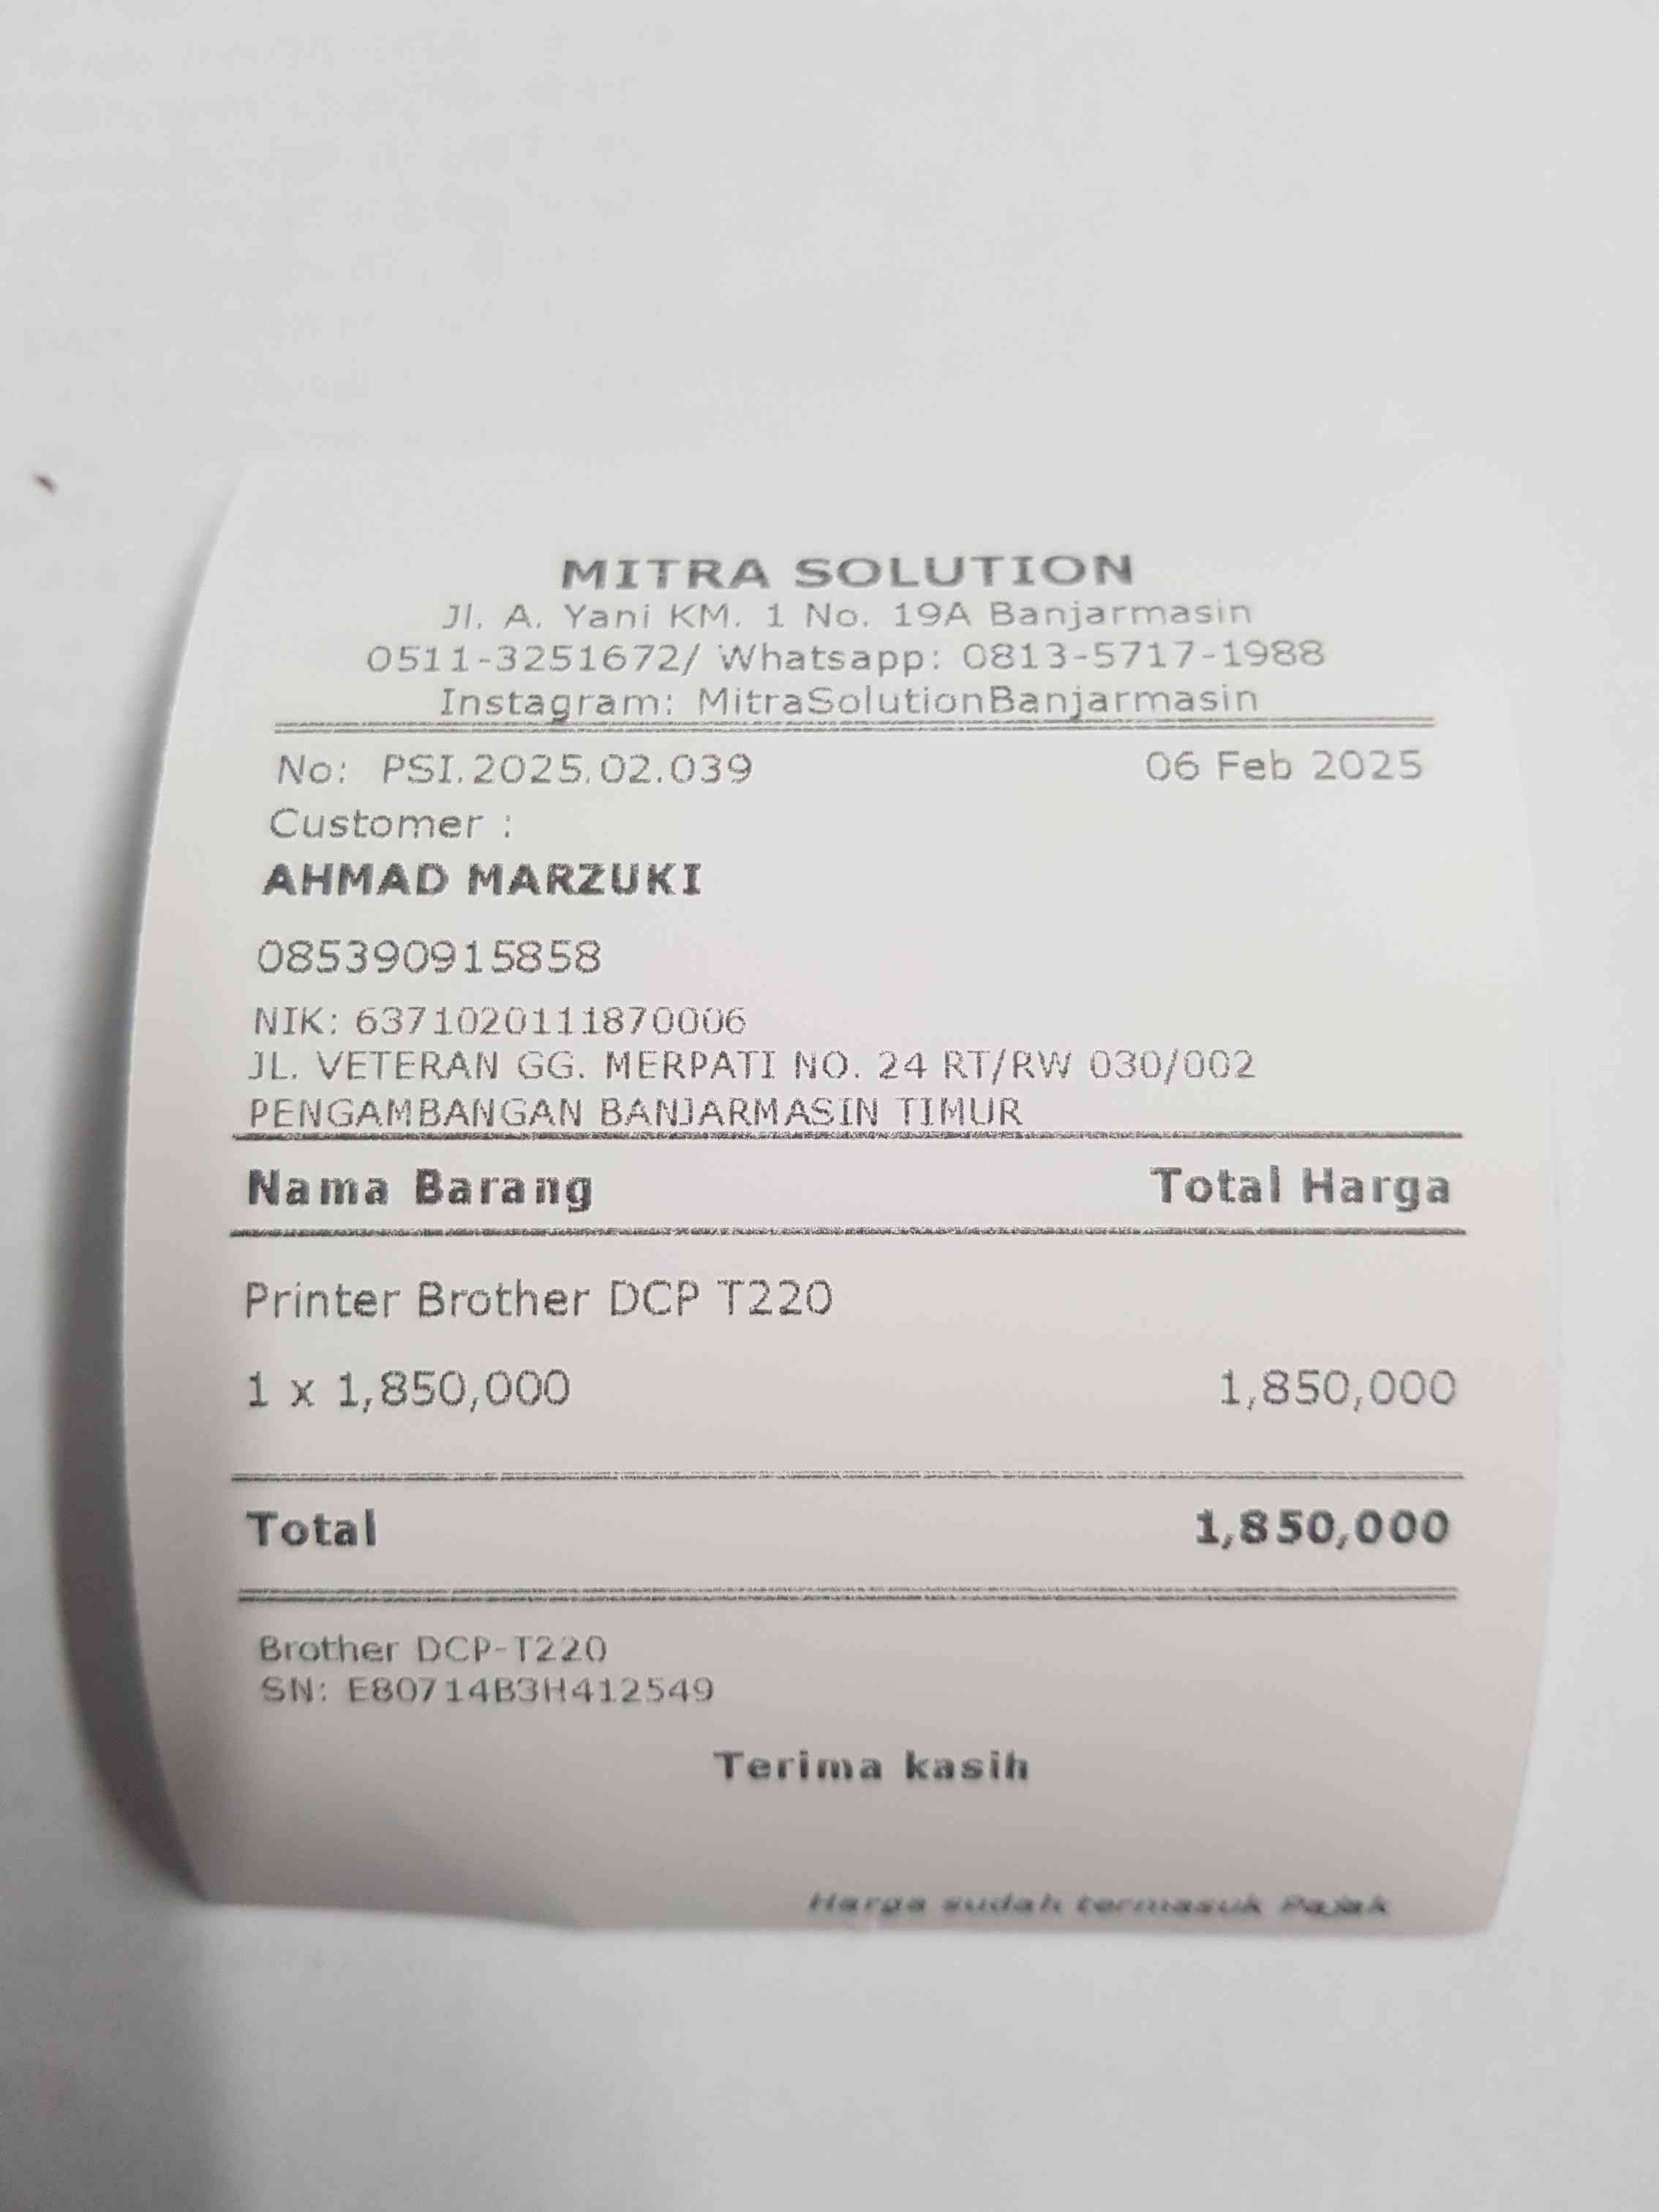 MITRA SOLUTION
Jl. A. Yani KM. 1 No. 19A Banjarmasin
0511-3251672/ Whatsapp: 0813-5717-1988
Instagram: MitraSolutionBanjarmasin
No: PSI.2025.02.039 06 Feb 2025
Customer :
AHMAD MARZUKI
085390915858
NIK: 6371020111870006
JL. VETERAN GG. MERPATI NO. 24 RT/RW 030/002
PENGAMBANGAN BANJARMASIN TIMUR
Nama Barang Total Harga
Printer Brother DCP T220
1 x 1,850,000 1,850,000
Total 1,850,000
Brother DCP-T220
SN: E80714B3H412549
Terima kasih
Harga sudah termasuk Pajak